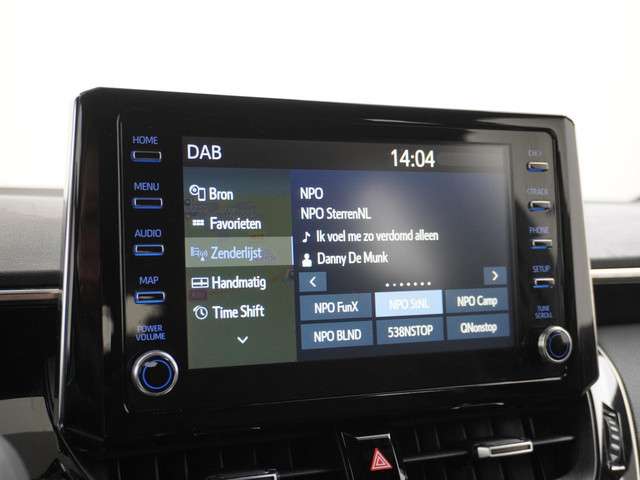 HOME
MENU
AUDIO
MAP
POWER
VOLUME
DAB
14:04
Bron
Favorieten
Zenderlijst
Handmatig
Time Shift
NPO
NPO SterrenNL
Ik voel me zo verdomd alleen
Danny De Munk
NPO FunX
NPO StNL
NPO Camp
NPO BLND
538NSTOP
QNonstop
CH >
TRACK
PHONE
SETUP
TUNE
SCROLL